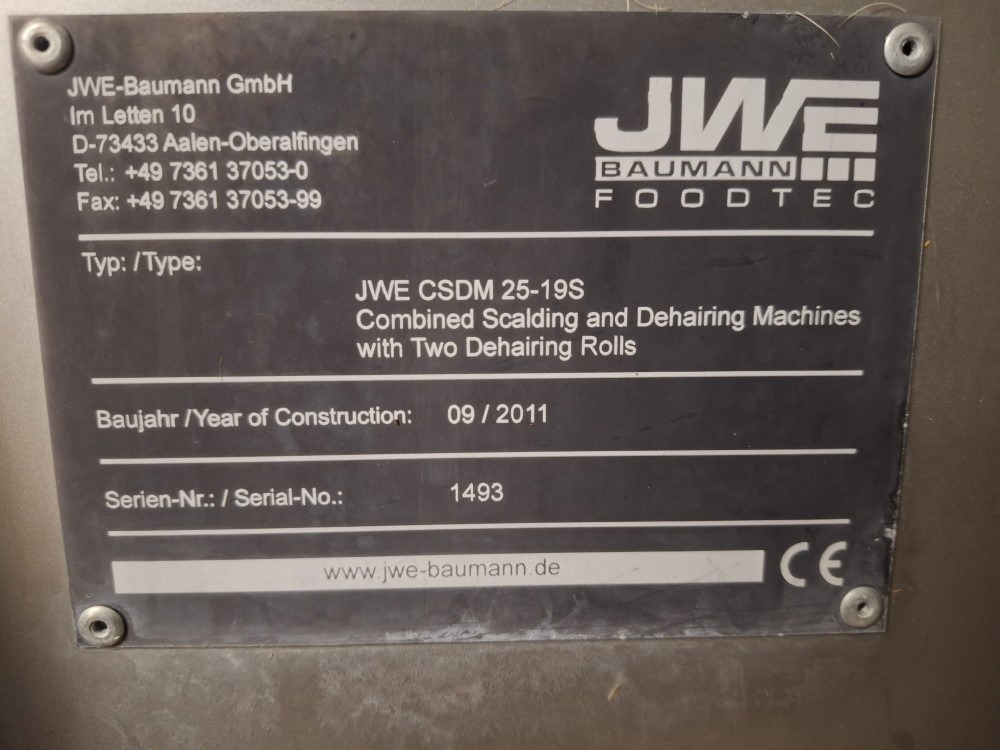 JWE-Baumann GmbH
Im Letten 10
D-73433 Aalen-Oberalfingen
Tel.: +49 7361 37053-0
Fax: +49 7361 37053-99
JWE
BAUMANN
FOODTEC
Typ: /Type:
JWE CSDM 25-19S
Combined Scalding and Dehairing Machines
with Two Dehairing Rolls
Baujahr /Year of Construction: 09 / 2011
Serien-Nr.: / Serial-No.: 1493
www.jwe-baumann.de
CE